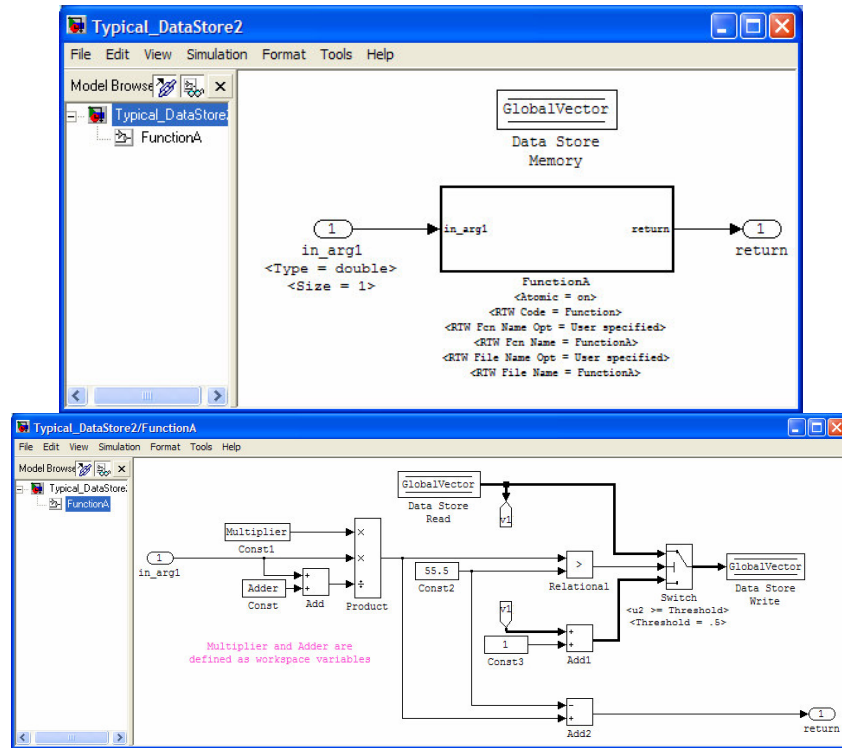 Typical_DataStore2
File Edit View Simulation Format Tools Help
Model Browse
Typical_DataStore2
FunctionA
GlobalVector
Data Store
Memory
1
in_arg1
<Type = double>
<Size = 1>
in_arg1
return
1
return
FunctionA
<Atomic = on>
<RTW Code = Function>
<RTW Fcn Name Opt = User specified>
<RTW Fcn Name = FunctionA>
<RTW File Name Opt = User specified>
<RTW File Name = FunctionA>
Typical_DataStore2/FunctionA
File Edit View Simulation Format Tools Help
Model Browse
Typical_DataStore
FunctionA
GlobalVector
Data Store
Read
v1
Multiplier
Const1
1
in_arg1
Adder
Const
+
+
Add
×
×
÷
Product
55.5
Const2
>
Relational
v1
1
Const3
+
+
Add1
Switch
<u2 >= Threshold>
<Threshold = .5>
GlobalVector
Data Store
Write
Multiplier and Adder are
defined as workspace variables
−
+
Add2
1
return